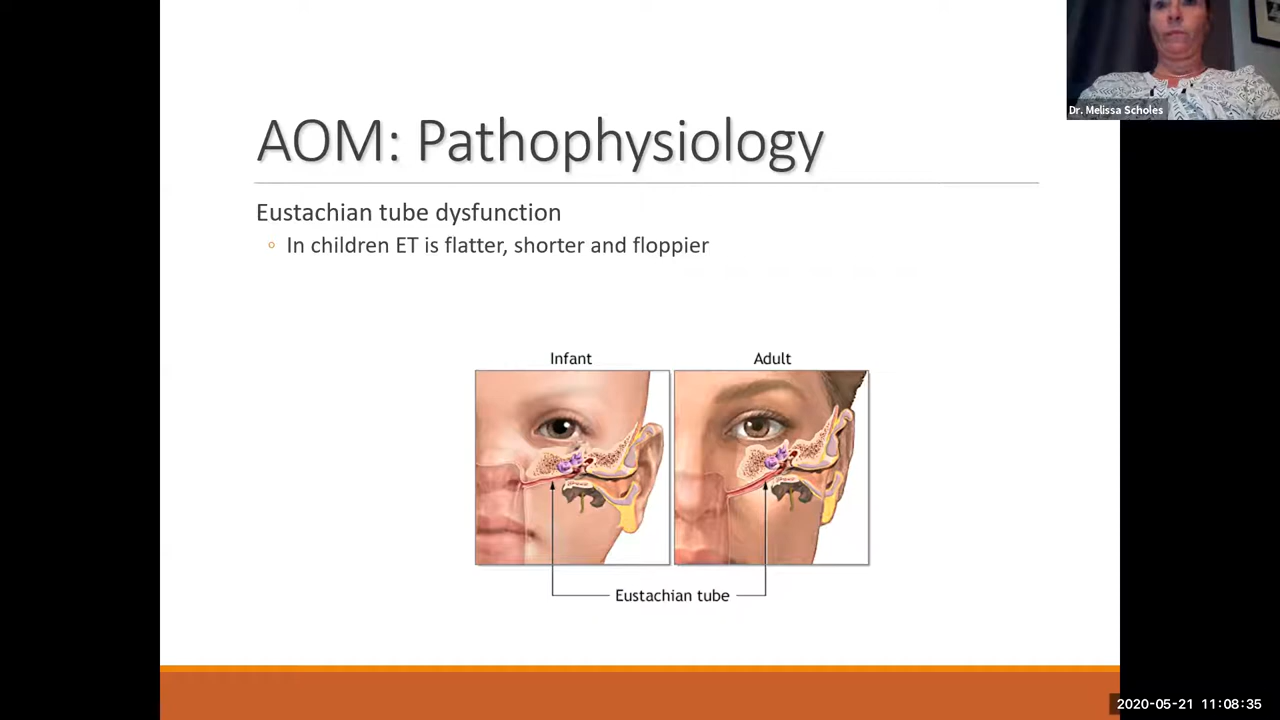 Dr. Melissa Scholes
AOM: Pathophysiology
Eustachian tube dysfunction
In children ET is flatter, shorter and floppier
Infant
Adult
Eustachian tube
2020-05-21 11:08:35